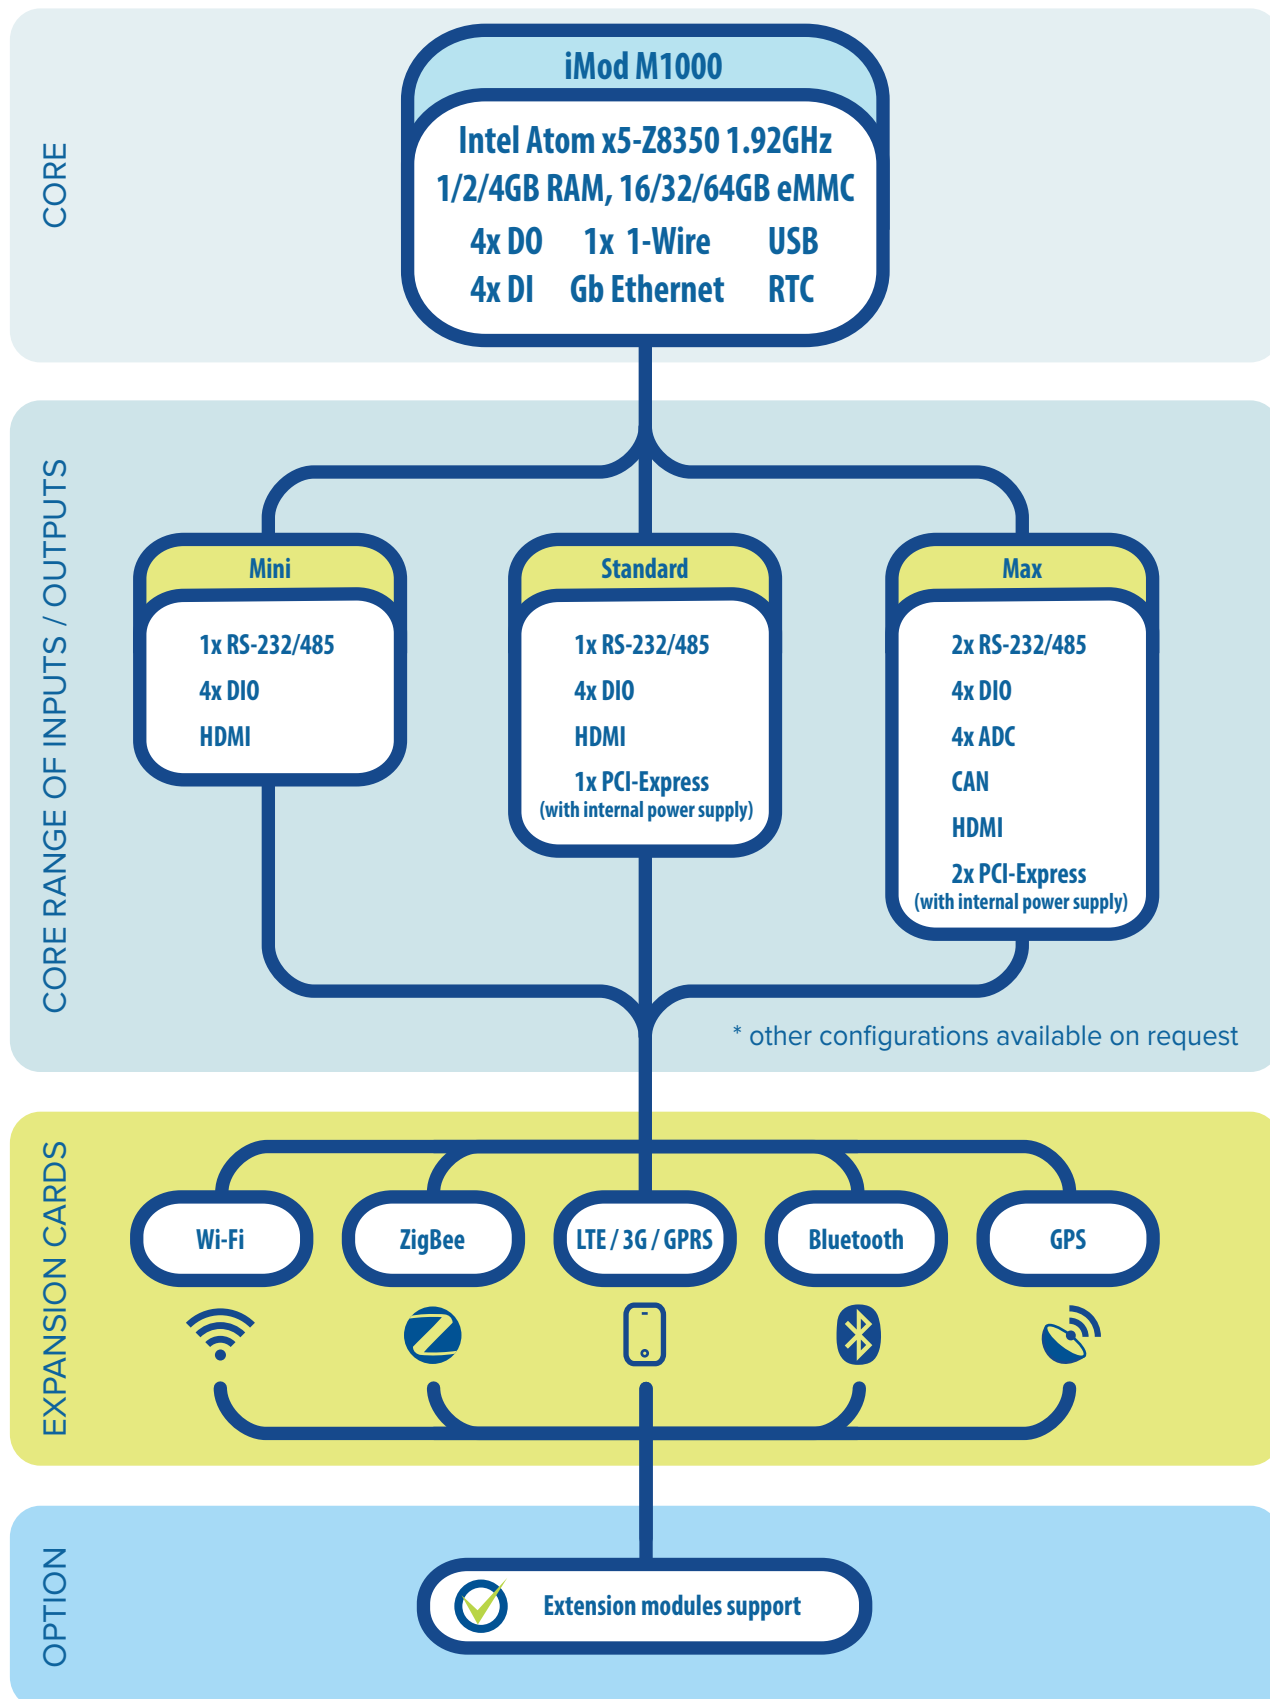 CORE
iMod M1000
Intel Atom x5-Z8350 1.92GHz
1/2/4GB RAM, 16/32/64GB eMMC
4x DO 1x 1-Wire USB
4x DI Gb Ethernet RTC
CORE RANGE OF INPUTS / OUTPUTS
Mini
1x RS-232/485
4x DIO
HDMI
Standard
1x RS-232/485
4x DIO
HDMI
1x PCI-Express
(with internal power supply)
Max
2x RS-232/485
4x DIO
4x ADC
CAN
HDMI
2x PCI-Express
(with internal power supply)
* other configurations available on request
EXPANSION CARDS
Wi-Fi
ZigBee
LTE / 3G / GPRS
Bluetooth
GPS
OPTION
Extension modules support